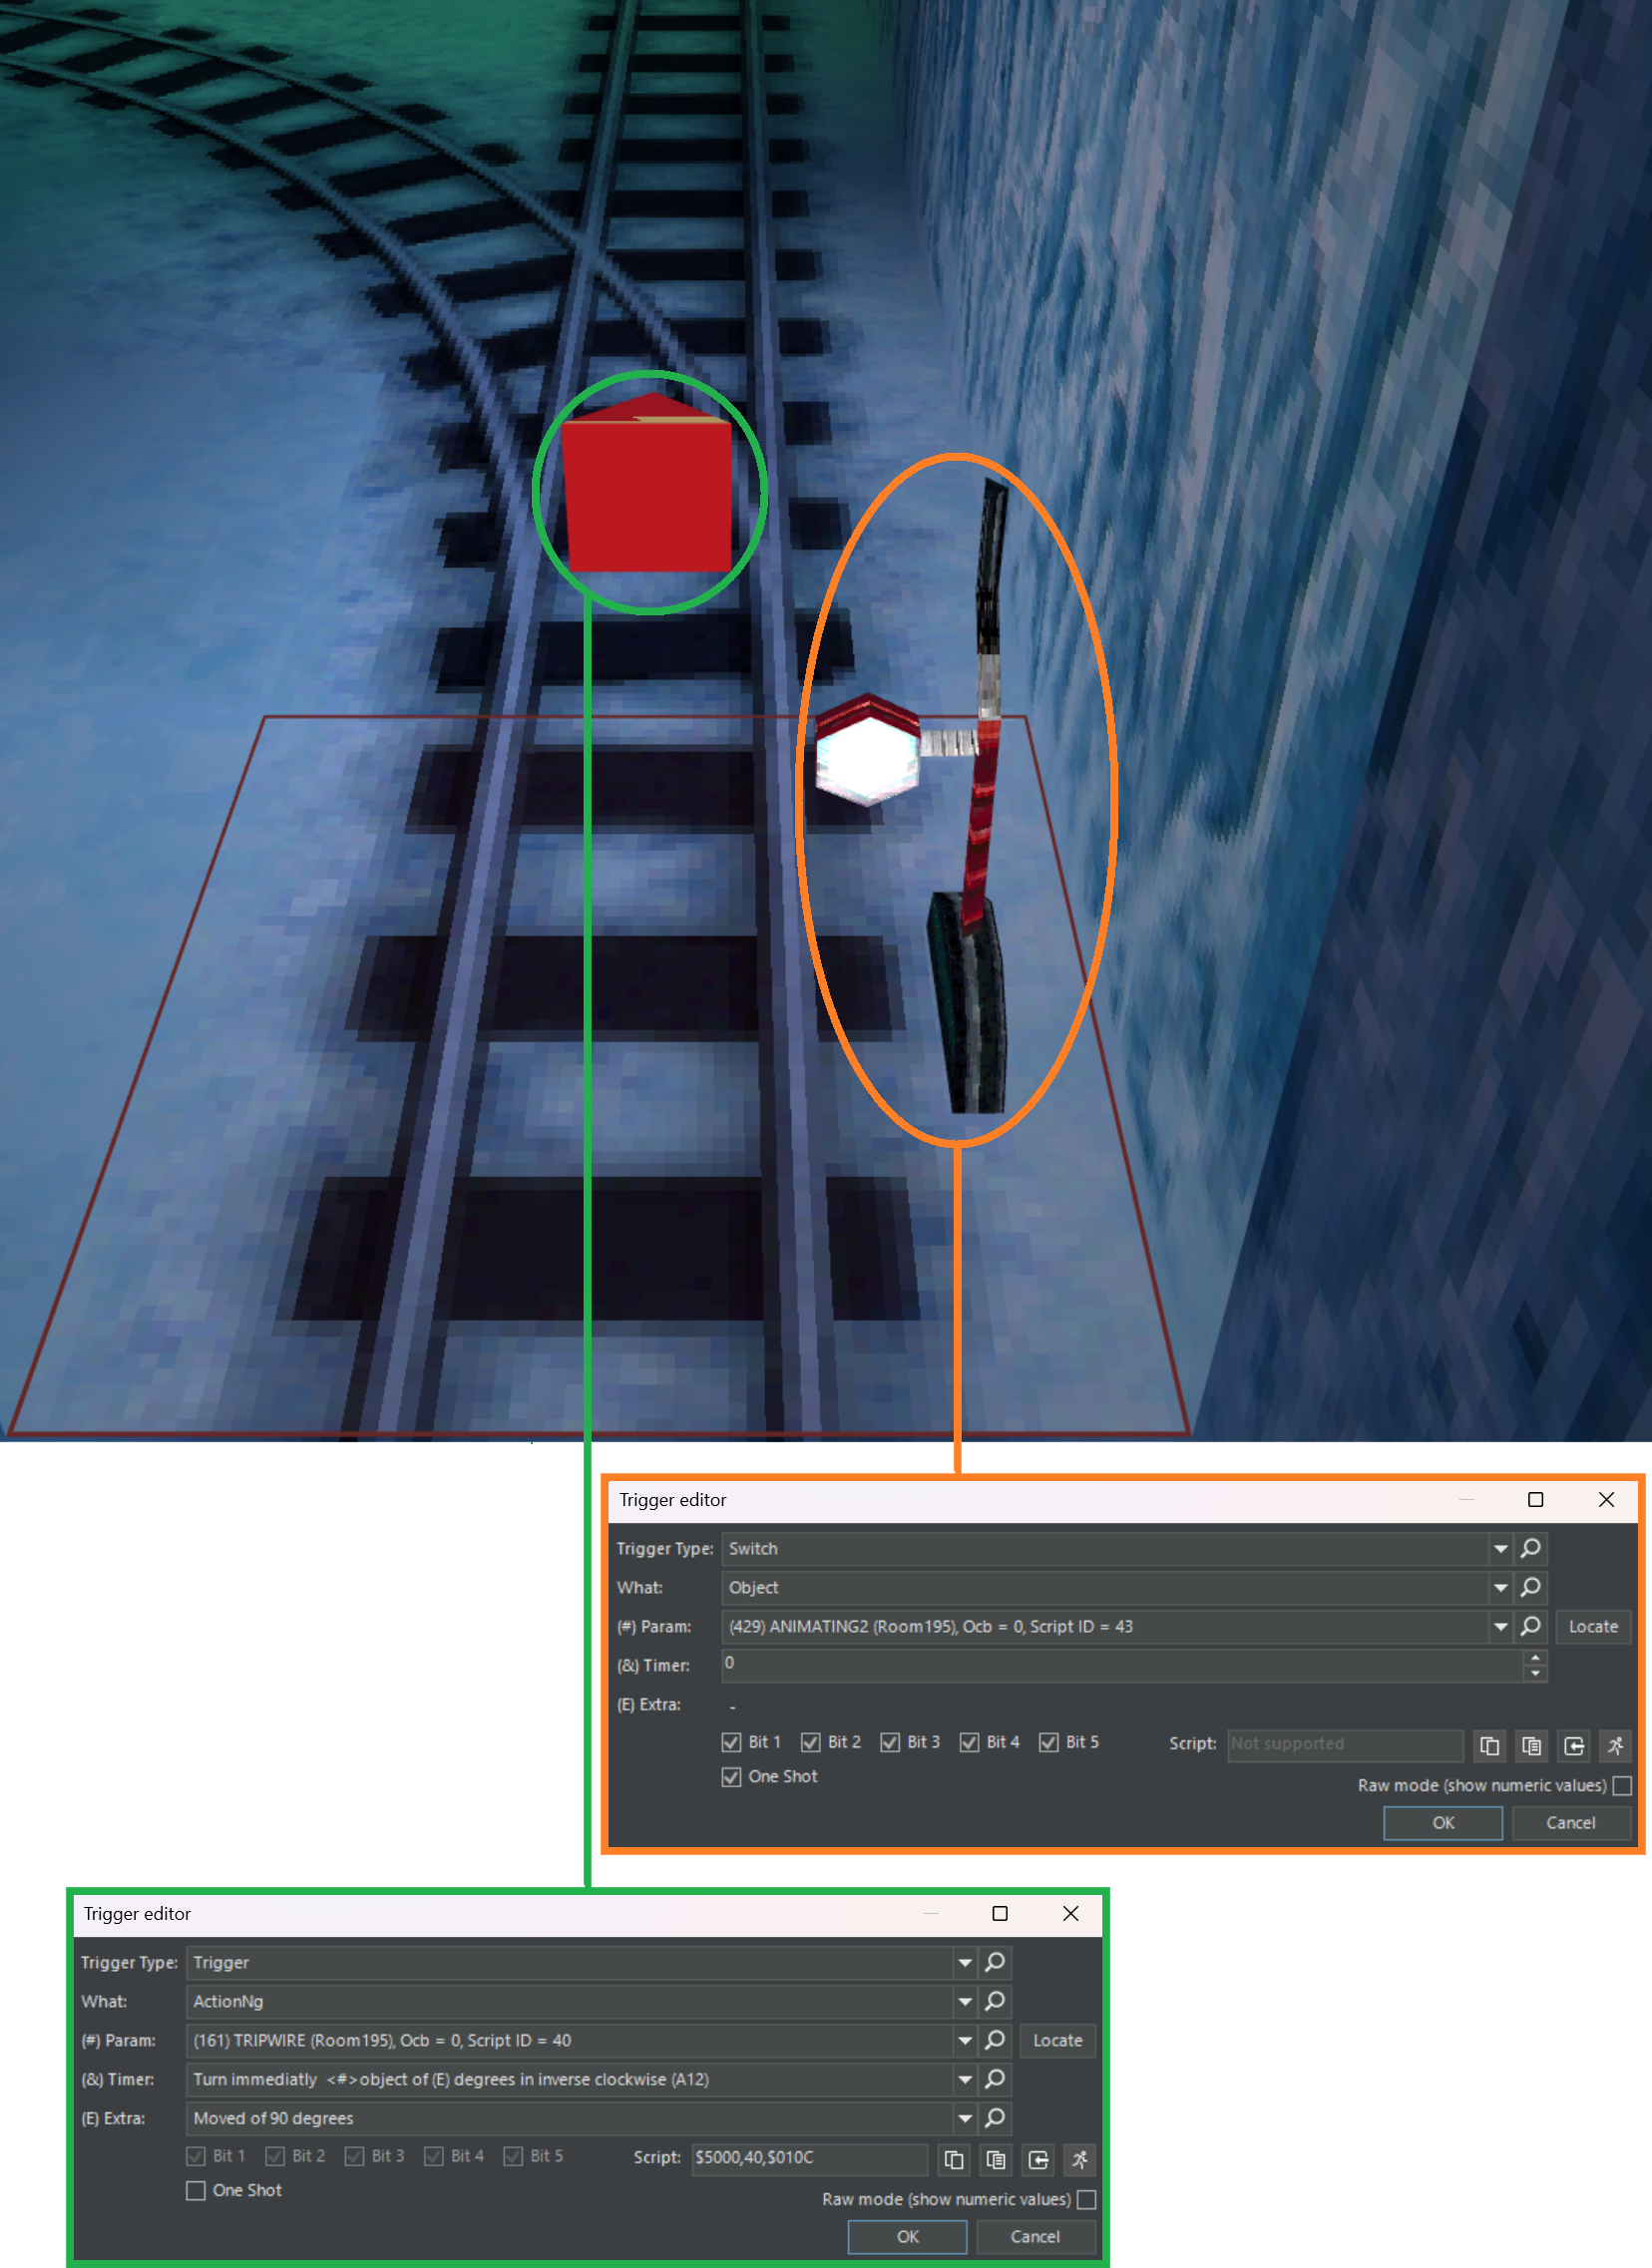 Trigger editor
Trigger Type: Switch
What: Object
(#) Param: (429) ANIMATING2 (Room195), Ocb = 0, Script ID = 43 Locate
(&) Timer: 0
(E) Extra: -
Bit 1 Bit 2 Bit 3 Bit 4 Bit 5 Script: Not supported
One Shot
Raw mode (show numeric values)
OK Cancel
Trigger editor
Trigger Type: Trigger
What: ActionNg
(#) Param: (161) TRIPWIRE (Room195), Ocb = 0, Script ID = 40 Locate
(&) Timer: Turn immediatly <#>object of (E) degrees in inverse clockwise (A12)
(E) Extra: Moved of 90 degrees
Bit 1 Bit 2 Bit 3 Bit 4 Bit 5 Script: $5000,40,$010C
One Shot
Raw mode (show numeric values)
OK Cancel